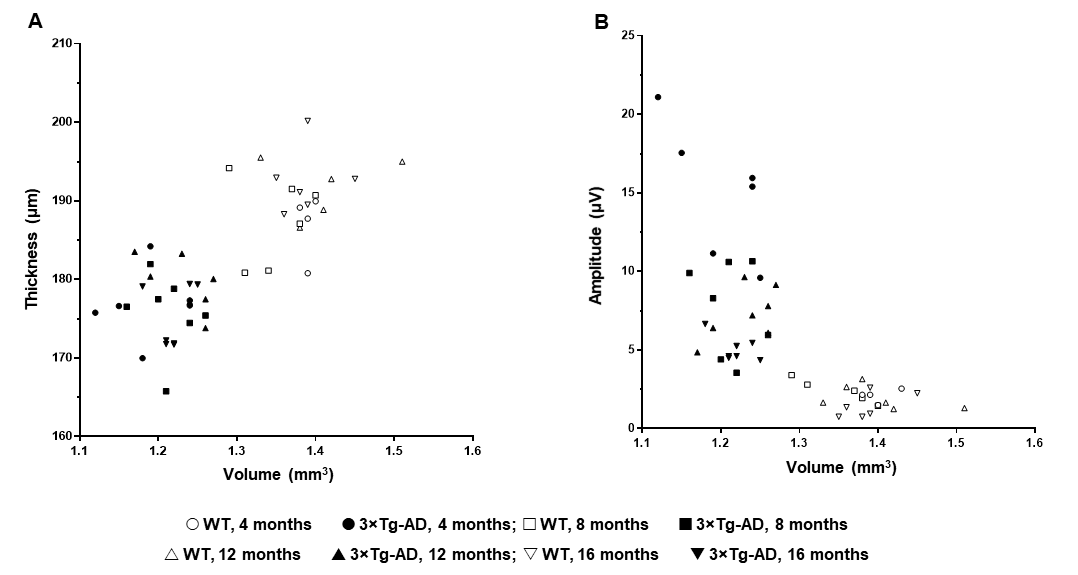 A
B
210
200
190
180
170
160
Thickness (µm)
1.1 1.2 1.3 1.4 1.5 1.6
Volume (mm³)
25
20
15
10
5
0
Amplitude (µV)
1.1 1.2 1.3 1.4 1.5 1.6
Volume (mm³)
WT, 4 months 3×Tg-AD, 4 months; WT, 8 months 3×Tg-AD, 8 months
WT, 12 months 3×Tg-AD, 12 months; WT, 16 months 3×Tg-AD, 16 months